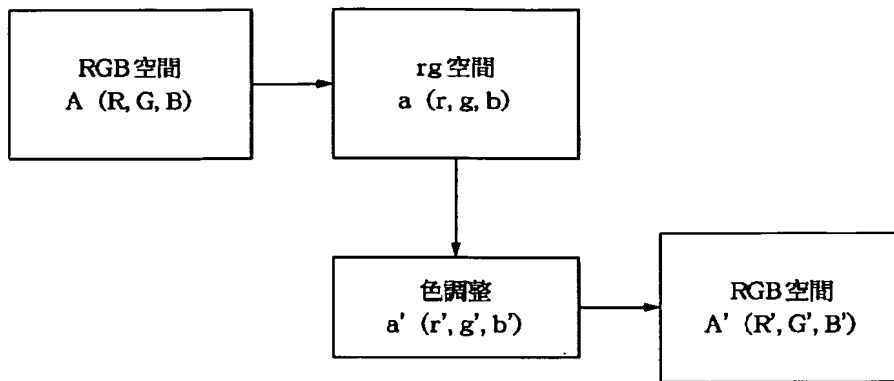 RGB空間
A (R, G, B)
rg空間
a (r, g, b)
色調整
a' (r', g', b')
RGB空間
A' (R', G', B')